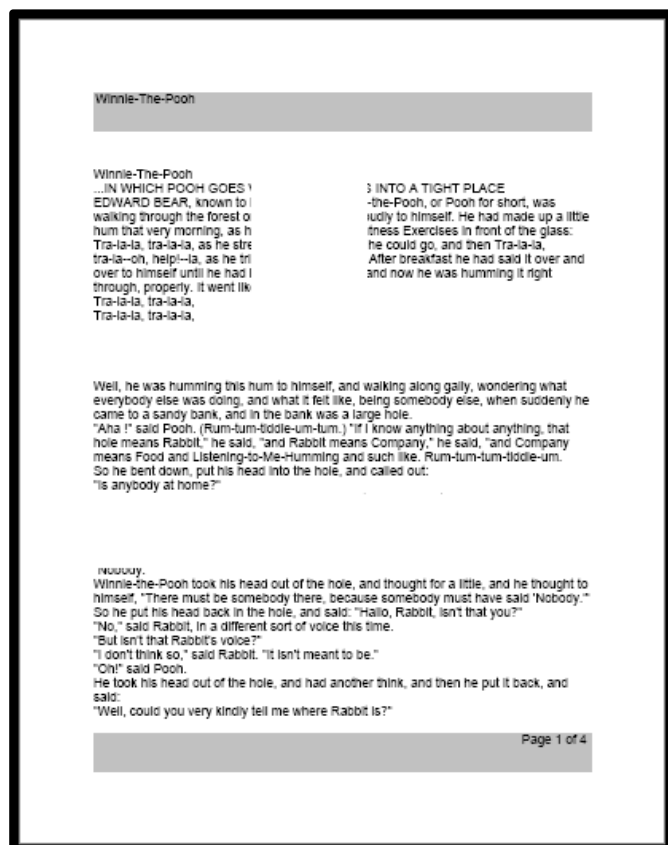 Winnie-The-Pooh
Winnie-The-Pooh
...IN WHICH POOH GOES INTO A TIGHT PLACE
EDWARD BEAR, known to -the-Pooh, or Pooh for short, was
walking through the forest to himself. He had made up a little
hum that very morning, as Exercises in front of the glass:
Tra-la-la, tra-la-la, as he he could go, and then Tra-la-la,
tra-la--oh, help!--la, as he After breakfast he had said it over and
over to himself until he had and now he was humming it right
through, properly. It went
Tra-la-la, tra-la-la,
Tra-la-la, tra-la-la,
Well, he was humming this hum to himself, and walking along gaily, wondering what
everybody else was doing, and what it felt like, being somebody else, when suddenly he
came to a sandy bank, and in the bank was a large hole.
"Aha !" said Pooh. (Rum-tum-tiddle-um-tum.) "If I know anything about anything, that
hole means Rabbit," he said, "and Rabbit means Company," he said, "and Company
means Food and Listening-to-Me-Humming and such like. Rum-tum-tum-tiddle-um.
So he bent down, put his head into the hole, and called out:
"Is anybody at home?"
"Nobody.
Winnie-the-Pooh took his head out of the hole, and thought for a little, and he thought to
himself, "There must be somebody there, because somebody must have said 'Nobody.'"
So he put his head back in the hole, and said: "Hallo, Rabbit, isn't that you?"
"No," said Rabbit, in a different sort of voice this time.
"But isn't that Rabbit's voice?"
"I don't think so," said Rabbit. "It isn't meant to be."
"Oh!" said Pooh.
He took his head out of the hole, and had another think, and then he put it back, and
said:
"Well, could you very kindly tell me where Rabbit is?"
Page 1 of 4